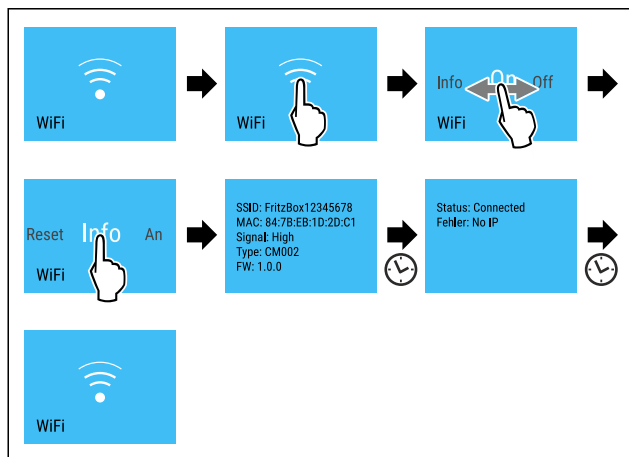 WiFi
WiFi
Info On Off
WiFi
Reset Info An
WiFi
SSID: FritzBox12345678
MAC: 84:7B:EB:1D:2D:C1
Signal: High
Type: CM002
FW: 1.0.0
Status: Connected
Fehler: No IP
WiFi